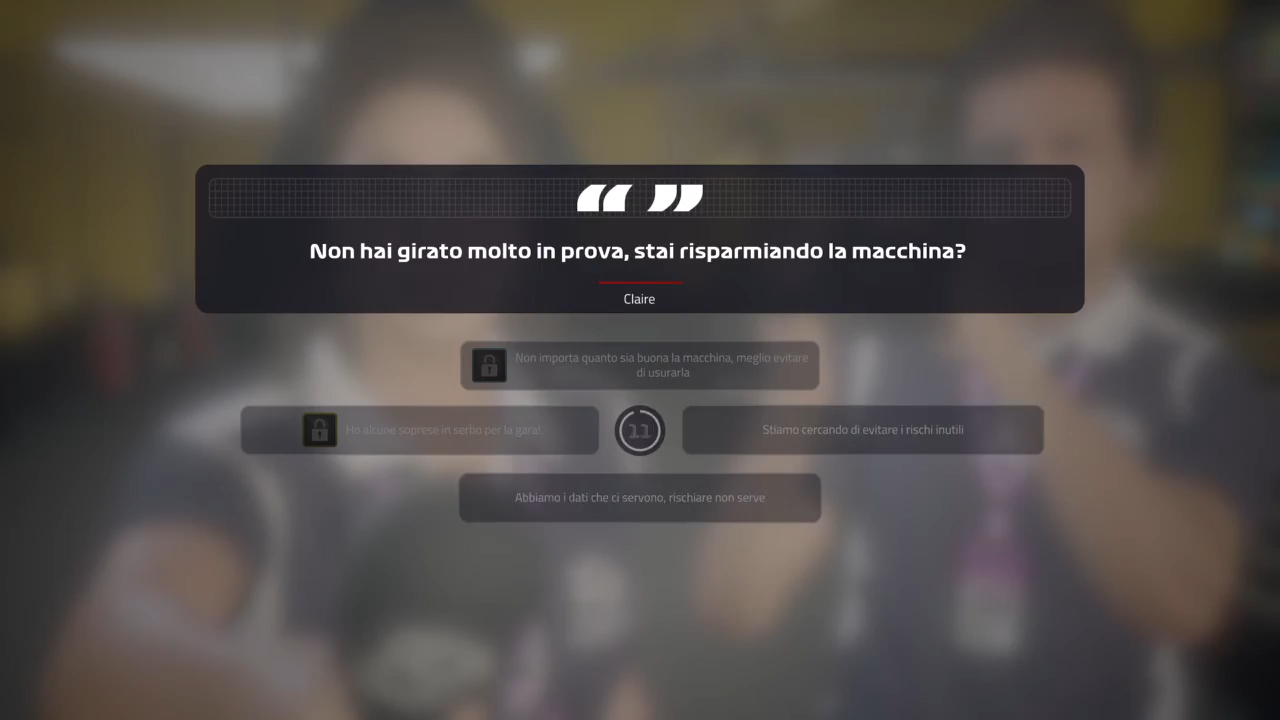 “ ”
Non hai girato molto in prova, stai risparmiando la macchina?
Claire
Non importa quanto sia buona la macchina, meglio evitare
di usurarla
Ho alcune soprese in serbo per la gara!
11
Stiamo cercando di evitare i rischi inutili
Abbiamo i dati che ci servono, rischiare non serve